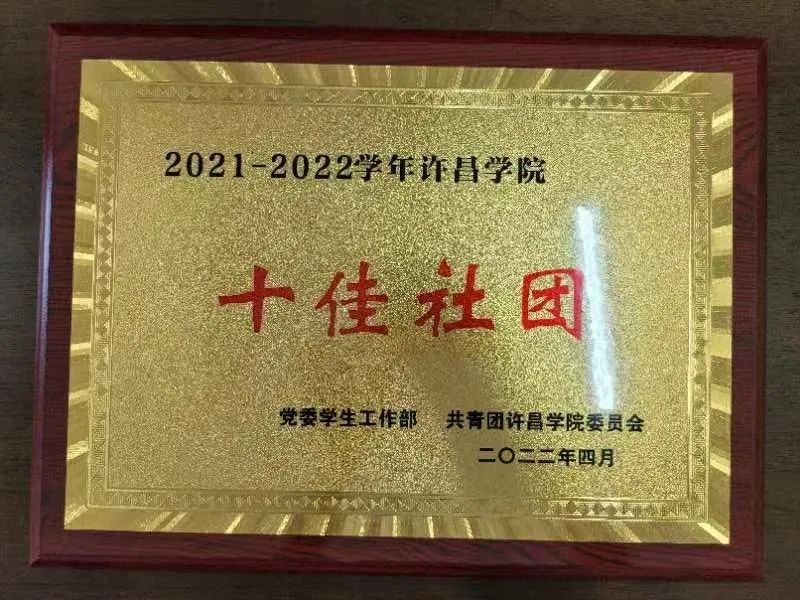 2021-2022学年许昌学院
十佳社团
党委学生工作部 共青团许昌学院委员会
二〇二二年四月